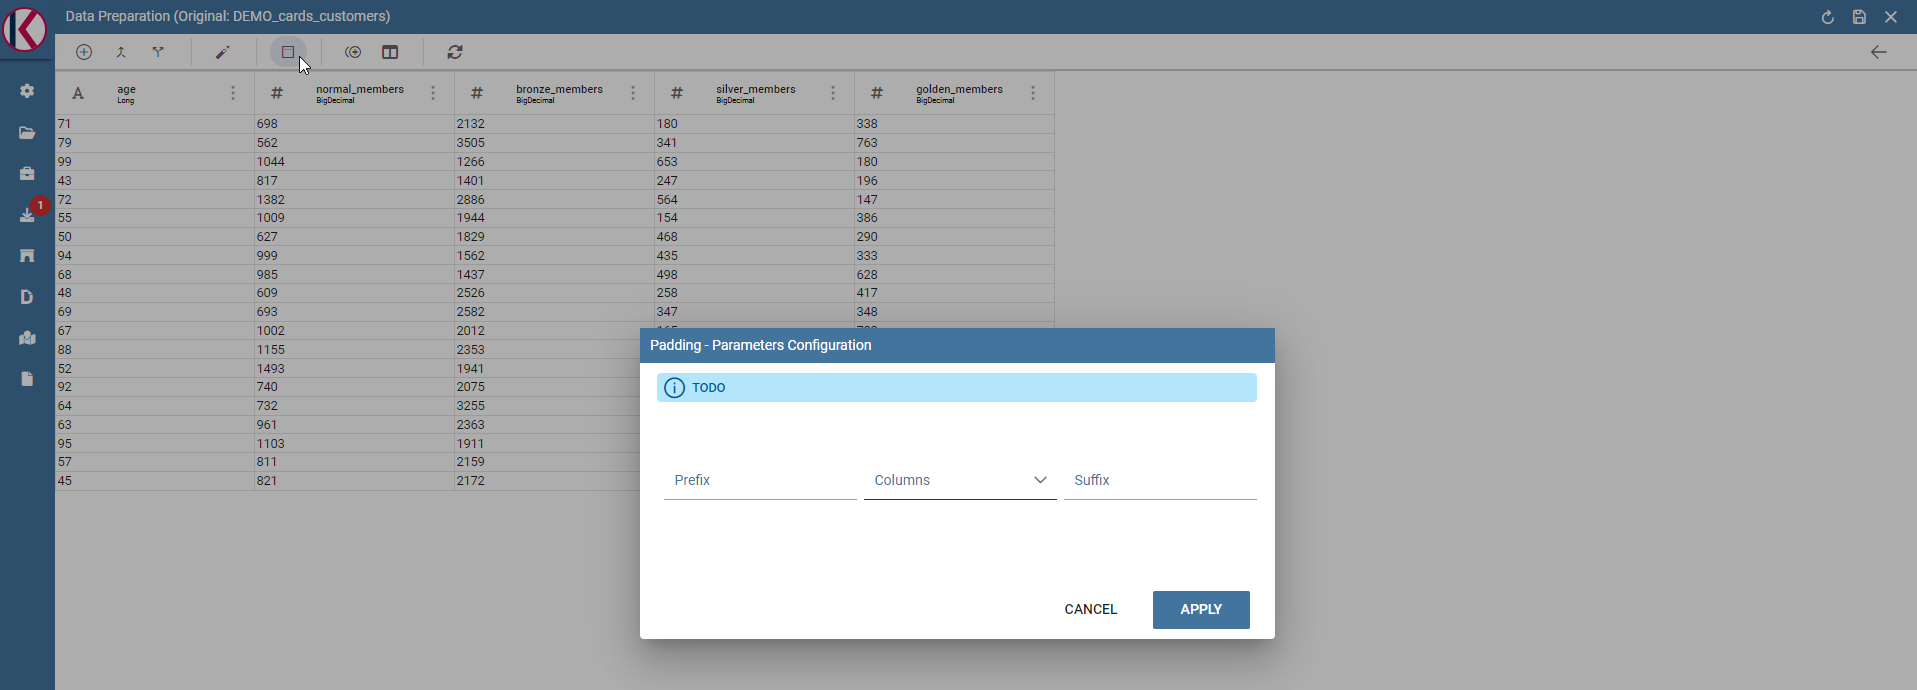 Data Preparation (Original: DEMO_cards_customers)
age
Long
normal_members
BigDecimal
bronze_members
BigDecimal
silver_members
BigDecimal
golden_members
BigDecimal
71 698 2132 180 338
79 562 3505 341 763
99 1044 1266 653 180
43 817 1401 247 196
1
72 1382 2886 564 147
55 1009 1944 154 386
50 627 1829 468 290
94 999 1562 435 333
68 985 1437 498 628
48 609 2526 258 417
69 693 2582 347 348
67 1002 2012
88 1155 2353
52 1493 1941
92 740 2075
64 732 3255
63 961 2363
95 1103 1911
57 811 2159
45 821 2172
Padding - Parameters Configuration
TODO
Prefix Columns Suffix
CANCEL APPLY